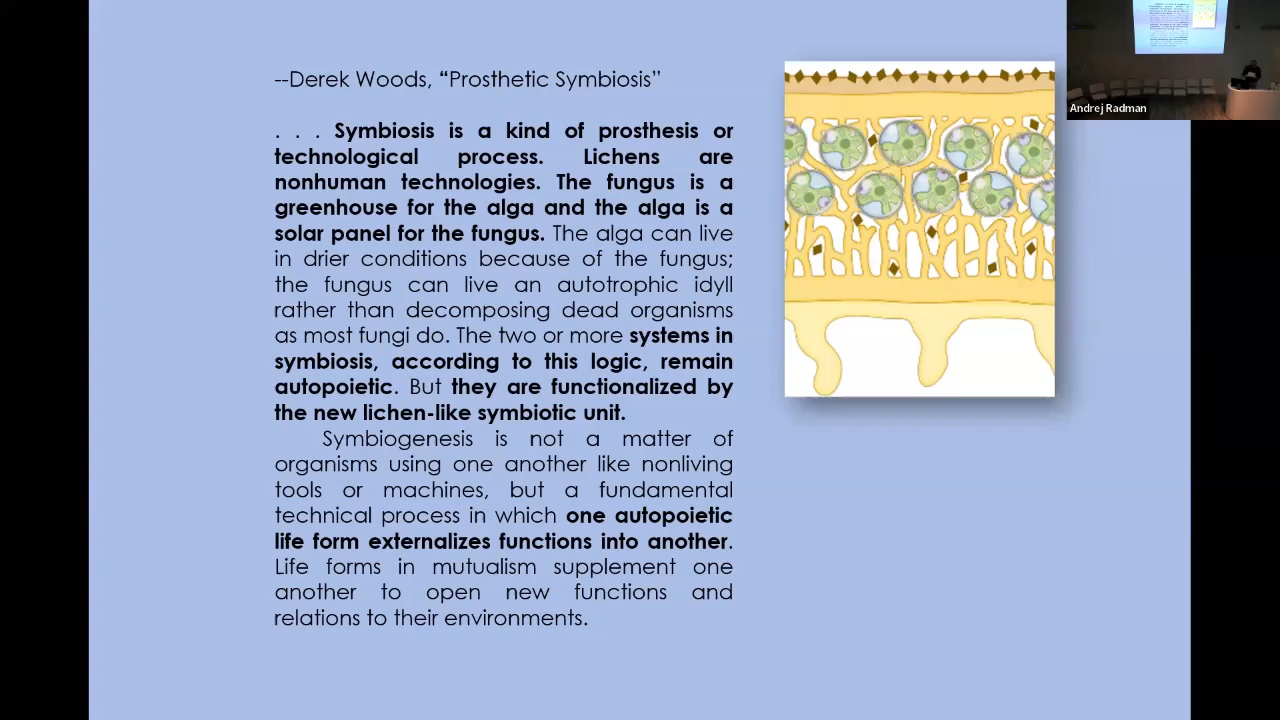 --Derek Woods, “Prosthetic Symbiosis”
. . . Symbiosis is a kind of prosthesis or
technological process. Lichens are
nonhuman technologies. The fungus is a
greenhouse for the alga and the alga is a
solar panel for the fungus. The alga can live
in drier conditions because of the fungus;
the fungus can live an autotrophic idyll
rather than decomposing dead organisms
as most fungi do. The two or more systems in
symbiosis, according to this logic, remain
autopoietic. But they are functionalized by
the new lichen-like symbiotic unit.
Symbiogenesis is not a matter of
organisms using one another like nonliving
tools or machines, but a fundamental
technical process in which one autopoietic
life form externalizes functions into another.
Life forms in mutualism supplement one
another to open new functions and
relations to their environments.
Andrej Radman